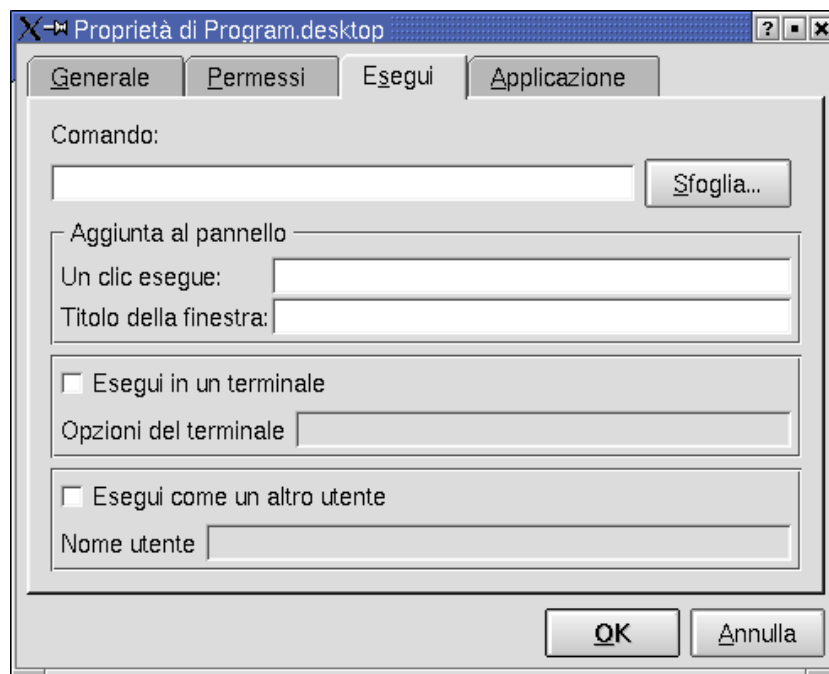 Proprietà di Program.desktop
Generale Permessi Esegui Applicazione
Comando:
Sfoglia...
Aggiunta al pannello
Un clic esegue:
Titolo della finestra:
Esegui in un terminale
Opzioni del terminale
Esegui come un altro utente
Nome utente
OK Annulla